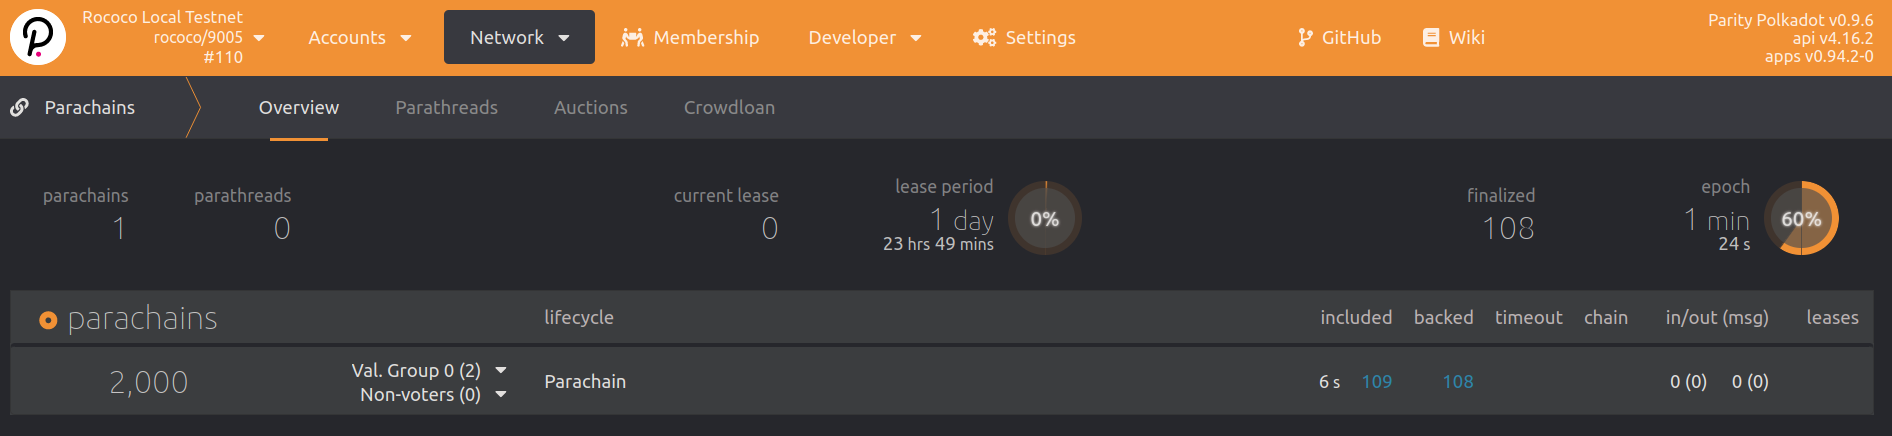 Rococo Local Testnet
rococo/9005
#110
Accounts
Network
Membership
Developer
Settings
GitHub
Wiki
Parity Polkadot v0.9.6
api v4.16.2
apps v0.94.2-0
Parachains
Overview
Parathreads
Auctions
Crowdloan
parachains
1
parathreads
0
current lease
0
lease period
1 day
23 hrs 49 mins
0%
finalized
108
epoch
1 min
24 s
60%
parachains lifecycle included backed timeout chain in/out (msg) leases
2,000
Val. Group 0 (2)
Non-voters (0)
Parachain
6 s 109 108 0 (0) 0 (0)